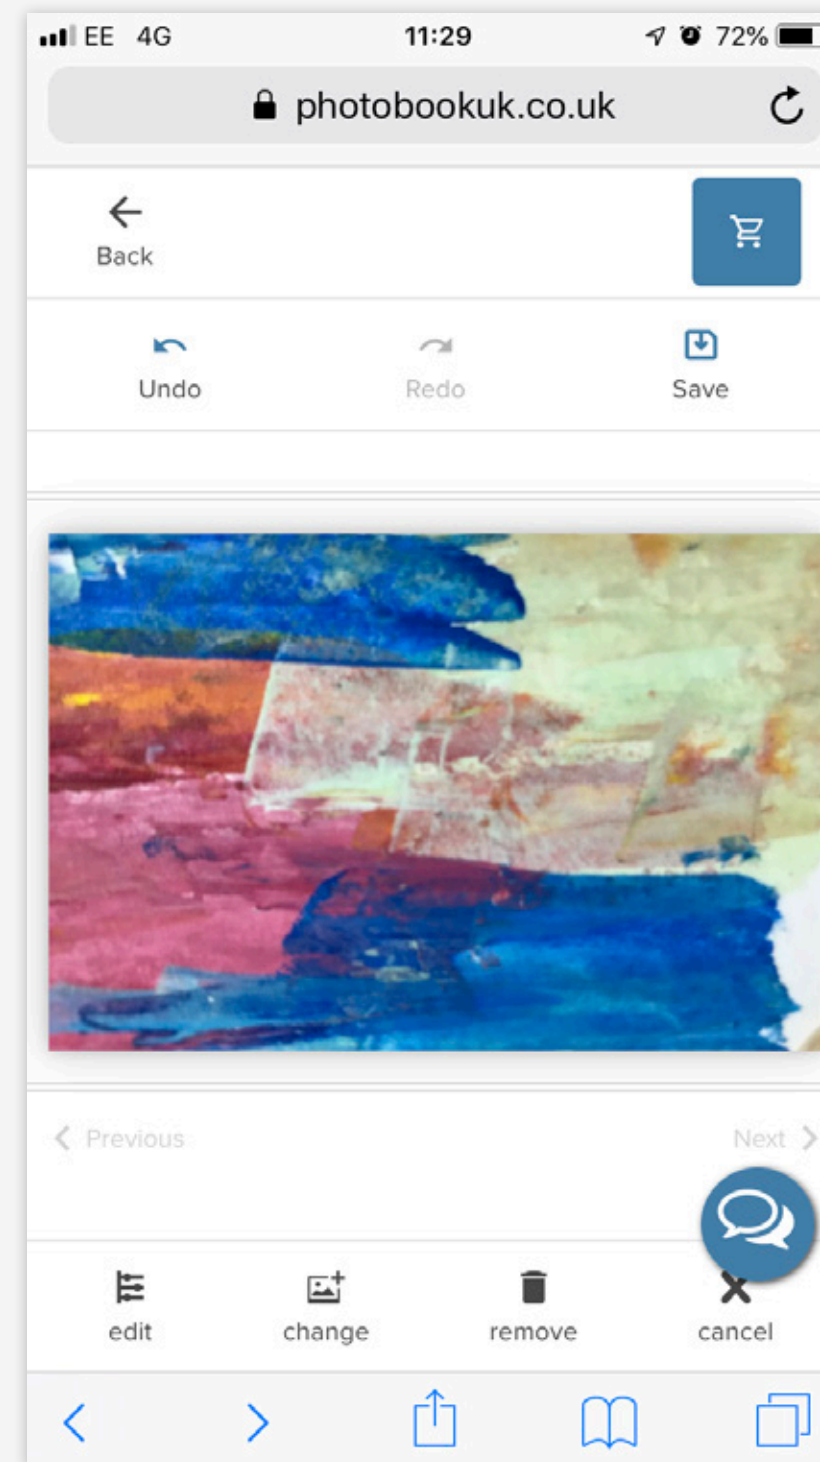 EE 4G 11:29 72%
photobookuk.co.uk
Back
Undo Redo Save
Previous Next
edit change remove cancel